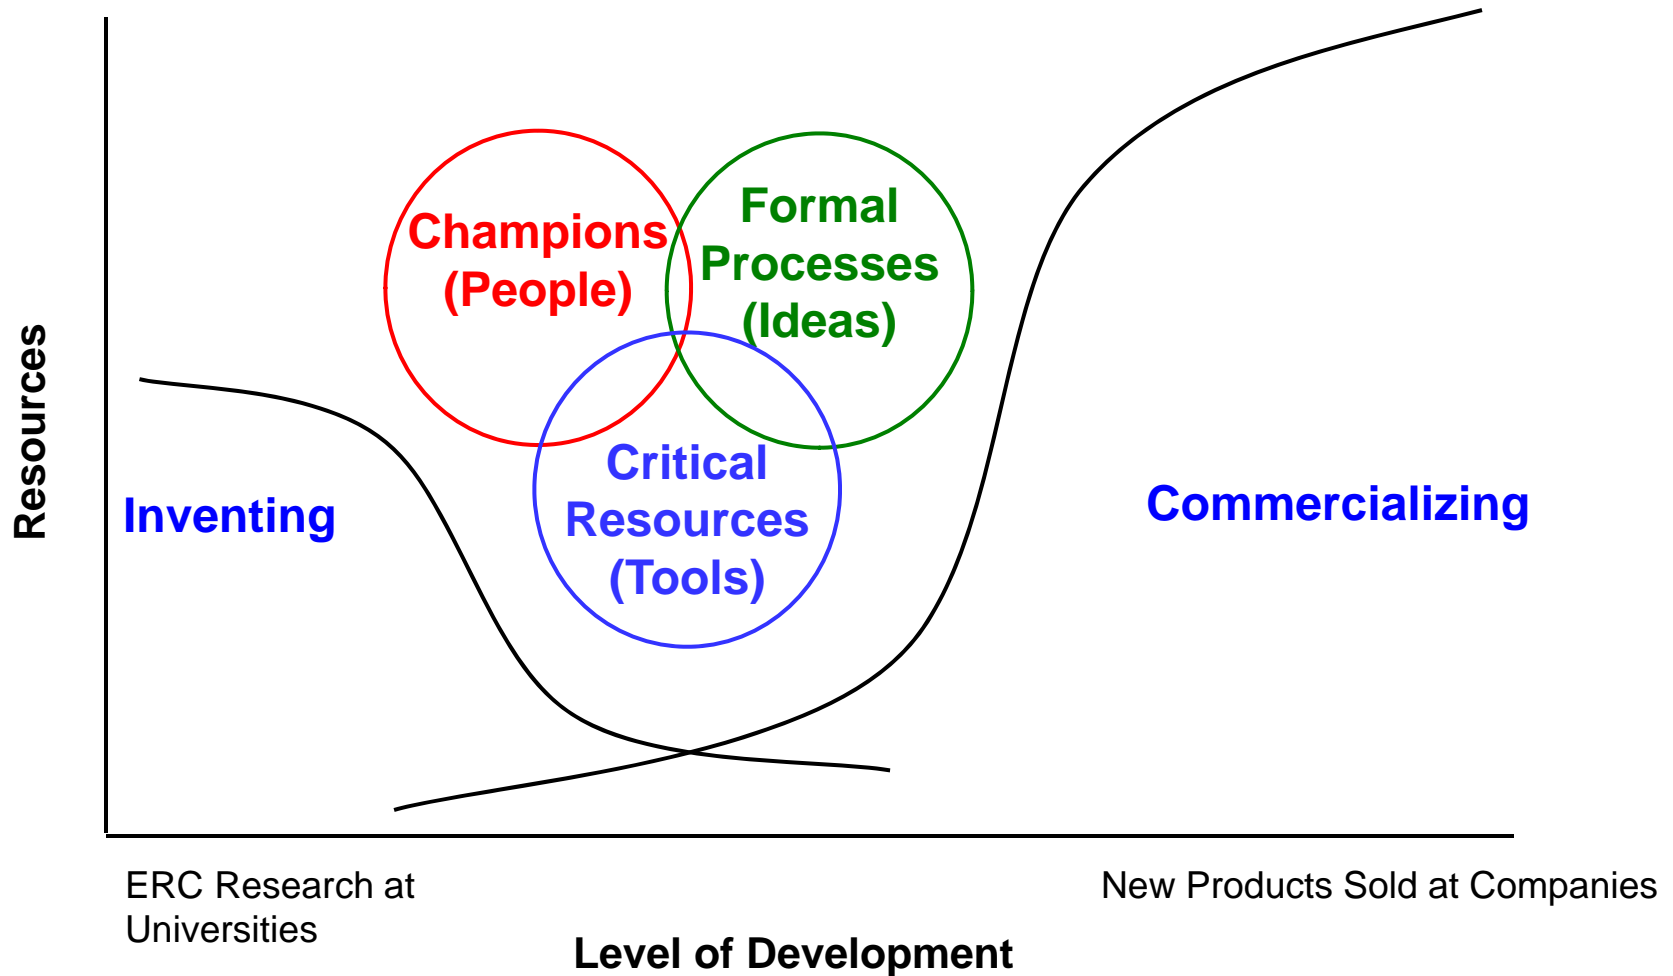 Resources
Champions
(People)
Formal
Processes
(Ideas)
Critical
Resources
(Tools)
Inventing
Commercializing
ERC Research at
Universities
New Products Sold at Companies
Level of Development